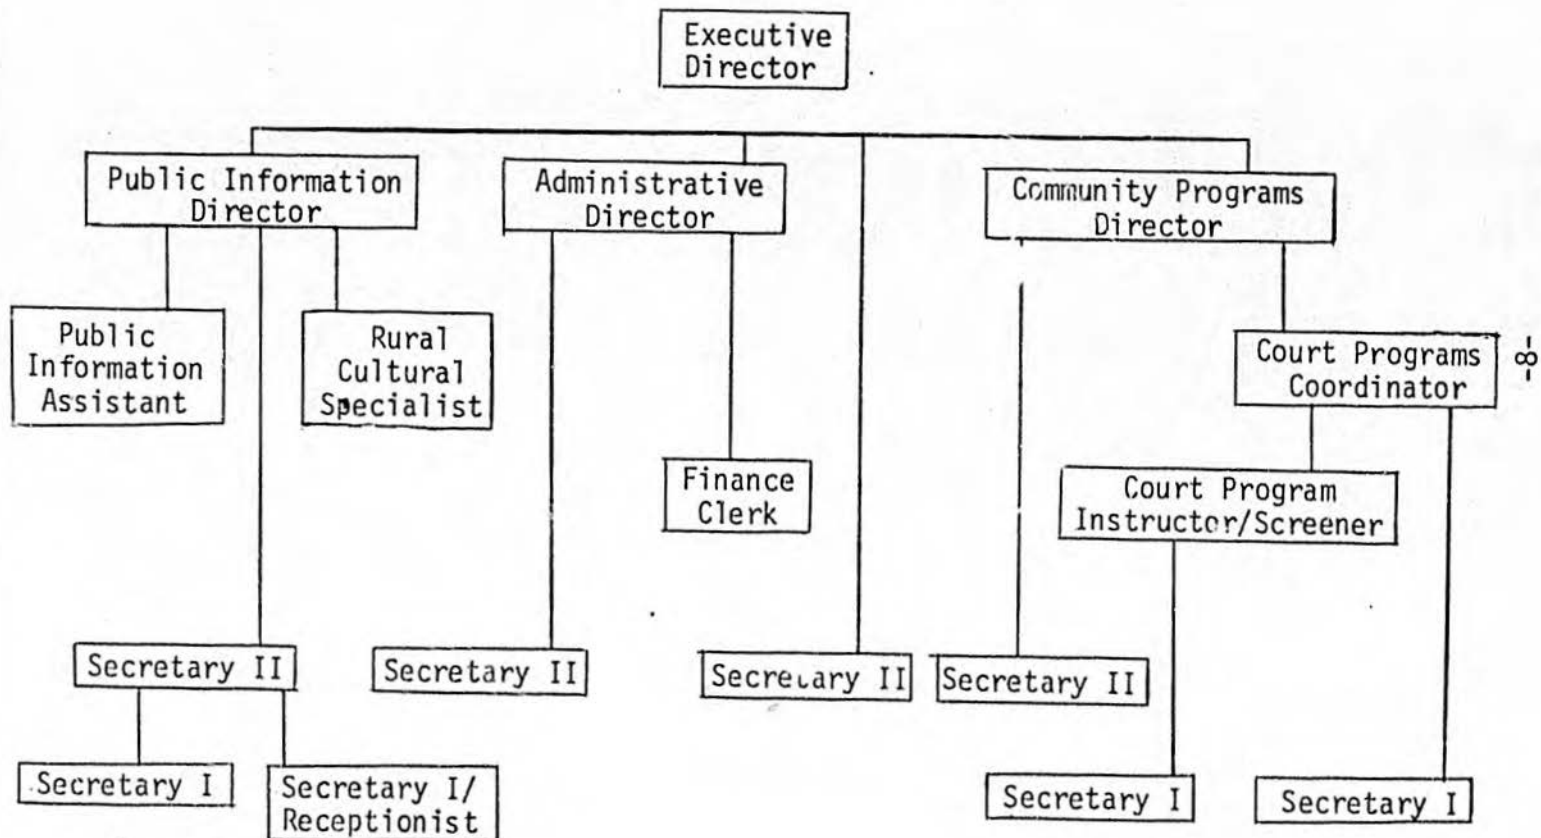 Executive
Director
Public Information
Director
Administrative
Director
Community Programs
Director
Public
Information
Assistant
Rural
Cultural
Specialist
Court Programs
Coordinator
-8-
Finance
Clerk
Court Program
Instructor/Screener
Secretary II
Secretary II
Secretary II
Secretary II
Secretary I
Secretary I/
Receptionist
Secretary I
Secretary I